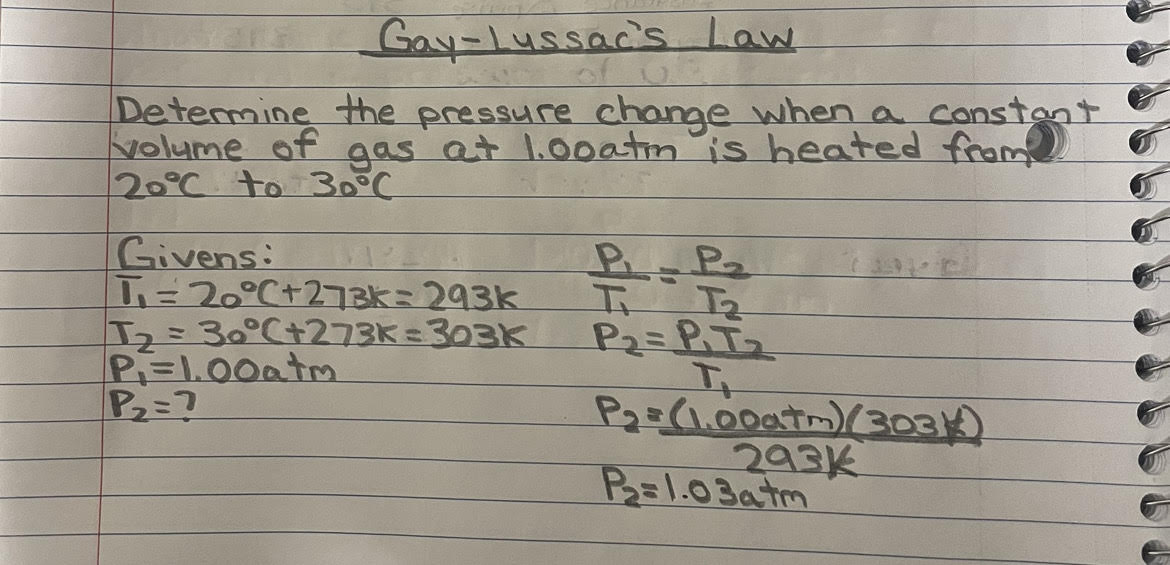 Gay-Lussac's Law
Determine the pressure change when a constant
volume of gas at 1.00atm is heated from
20°C to 30°C
Givens:
T₁ = 20°C+273K = 293K
T₂ = 30°C+273K = 303K
P₁=1.00atm
P₂=?
P₁/T₁ = P₂/T₂
P₂ = P₁T₂/T₁
P₂ = (1.00atm)(303K)/293K
P₂=1.03atm